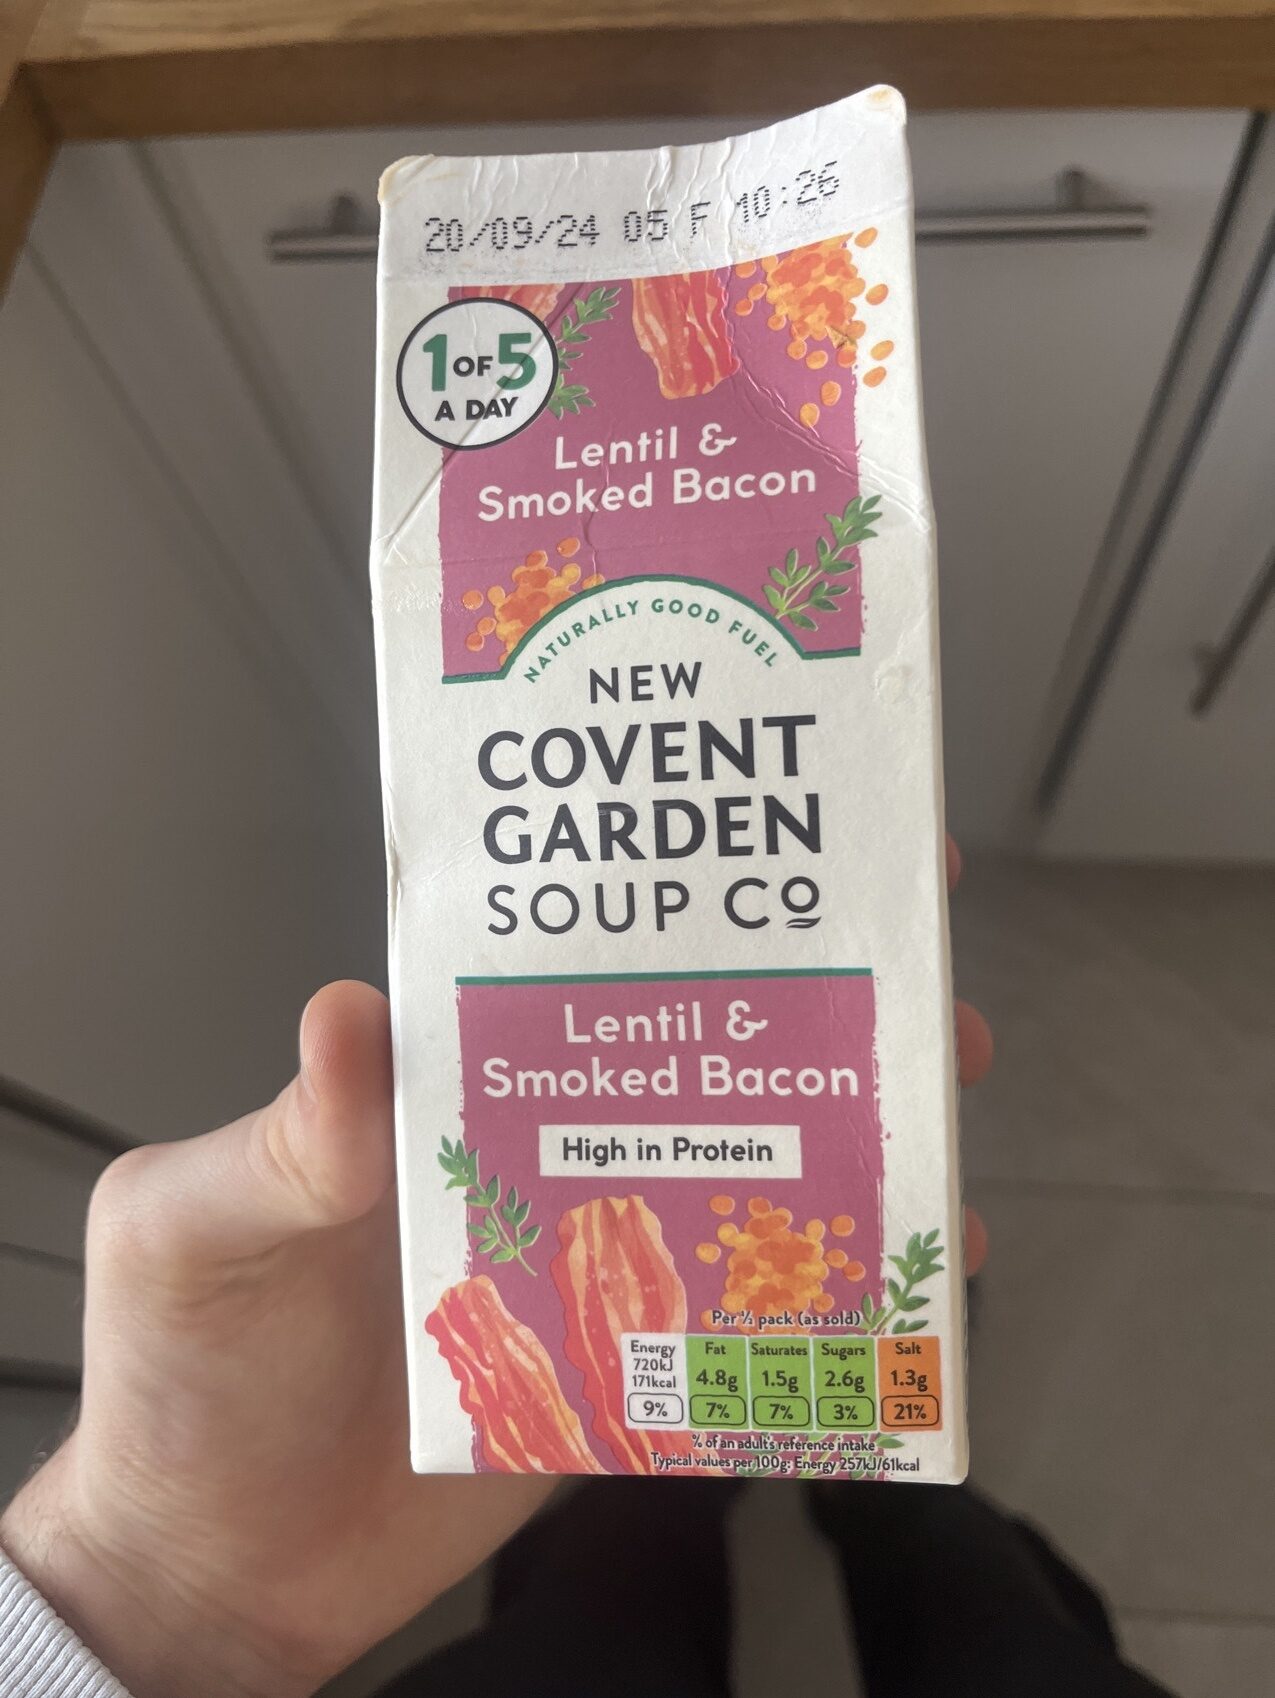 20/09/24 05 F 10:26
1 OF 5
A DAY
Lentil &
Smoked Bacon
NATURALLY GOOD FUEL
NEW
COVENT
GARDEN
SOUP Co
Lentil &
Smoked Bacon
High in Protein
Per ½ pack (as sold)
Energy Fat Saturates Sugars Salt
720kJ
171kcal 4.8g 1.5g 2.6g 1.3g
9% 7% 7% 3% 21%
% of an adult's reference intake
Typical values per 100g: Energy 257kJ/61kcal